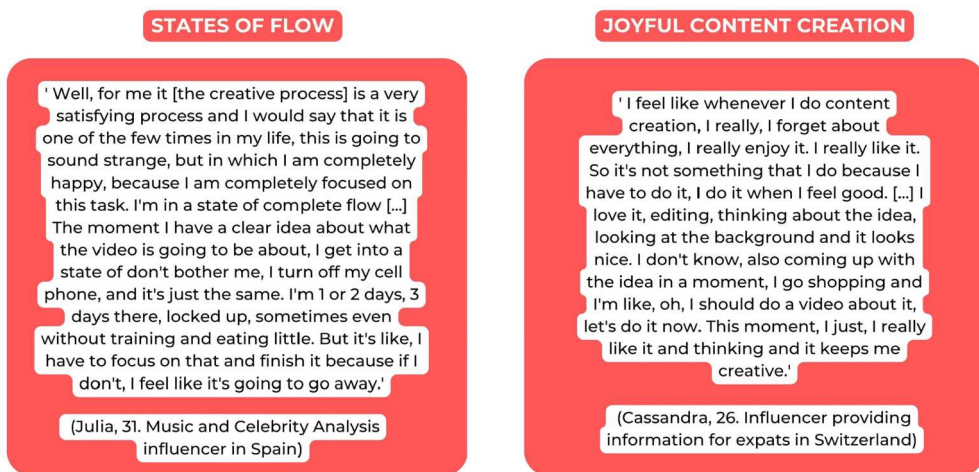 STATES OF FLOW
' Well, for me it [the creative process] is a very
satisfying process and I would say that it is
one of the few times in my life, this is going to
sound strange, but in which I am completely
happy, because I am completely focused on
this task. I'm in a state of complete flow [...]
The moment I have a clear idea about what
the video is going to be about, I get into a
state of don't bother me, I turn off my cell
phone, and it's just the same. I'm 1 or 2 days, 3
days there, locked up, sometimes even
without training and eating little. But it's like, I
have to focus on that and finish it because if I
don't, I feel like it's going to go away.'
(Julia, 31. Music and Celebrity Analysis
influencer in Spain)
JOYFUL CONTENT CREATION
' I feel like whenever I do content
creation, I really, I forget about
everything, I really enjoy it. I really like it.
So it's not something that I do because I
have to do it, I do it when I feel good. [...] I
love it, editing, thinking about the idea,
looking at the background and it looks
nice. I don't know, also coming up with
the idea in a moment, I go shopping and
I'm like, oh, I should do a video about it,
let's do it now. This moment, I just, I really
like it and thinking and it keeps me
creative.'
(Cassandra, 26. Influencer providing
information for expats in Switzerland)